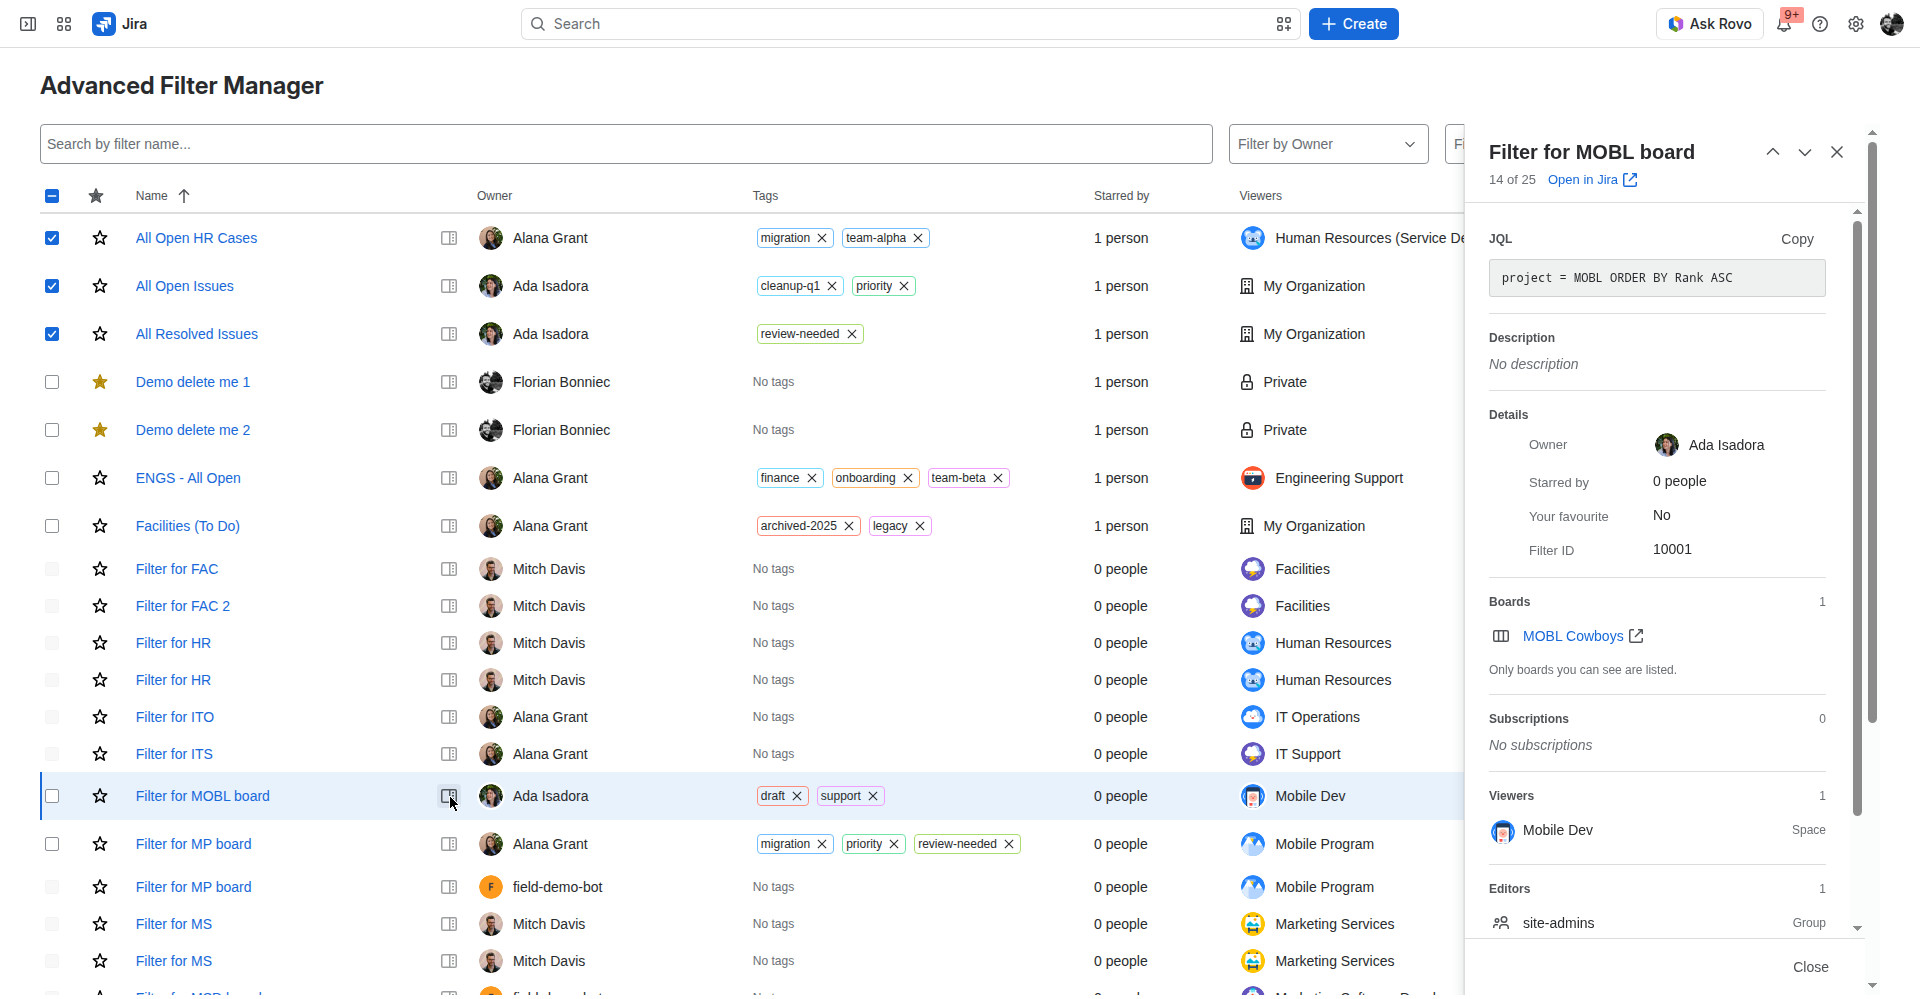 Jira
Search
Create
Ask Rovo
9+
Advanced Filter Manager
Search by filter name...
Filter by Owner
Name
Owner
Tags
Starred by
Viewers
All Open HR Cases
Alana Grant
migration
team-alpha
1 person
Human Resources (Service De
All Open Issues
Ada Isadora
cleanup-q1
priority
1 person
My Organization
All Resolved Issues
Ada Isadora
review-needed
1 person
My Organization
Demo delete me 1
Florian Bonniec
No tags
1 person
Private
Demo delete me 2
Florian Bonniec
No tags
1 person
Private
ENGS - All Open
Alana Grant
finance
onboarding
team-beta
1 person
Engineering Support
Facilities (To Do)
Alana Grant
archived-2025
legacy
1 person
My Organization
Filter for FAC
Mitch Davis
No tags
0 people
Facilities
Filter for FAC 2
Mitch Davis
No tags
0 people
Facilities
Filter for HR
Mitch Davis
No tags
0 people
Human Resources
Filter for HR
Mitch Davis
No tags
0 people
Human Resources
Filter for ITO
Alana Grant
No tags
0 people
IT Operations
Filter for ITS
Alana Grant
No tags
0 people
IT Support
Filter for MOBL board
Ada Isadora
draft
support
0 people
Mobile Dev
Filter for MP board
Alana Grant
migration
priority
review-needed
0 people
Mobile Program
Filter for MP board
F
field-demo-bot
No tags
0 people
Mobile Program
Filter for MS
Mitch Davis
No tags
0 people
Marketing Services
Filter for MS
Mitch Davis
No tags
0 people
Marketing Services
Filter for MOBL board
14 of 25
Open in Jira
JQL
Copy
project = MOBL ORDER BY Rank ASC
Description
No description
Details
Owner
Ada Isadora
Starred by
0 people
Your favourite
No
Filter ID
10001
Boards
1
MOBL Cowboys
Only boards you can see are listed.
Subscriptions
0
No subscriptions
Viewers
1
Mobile Dev
Space
Editors
1
site-admins
Group
Close